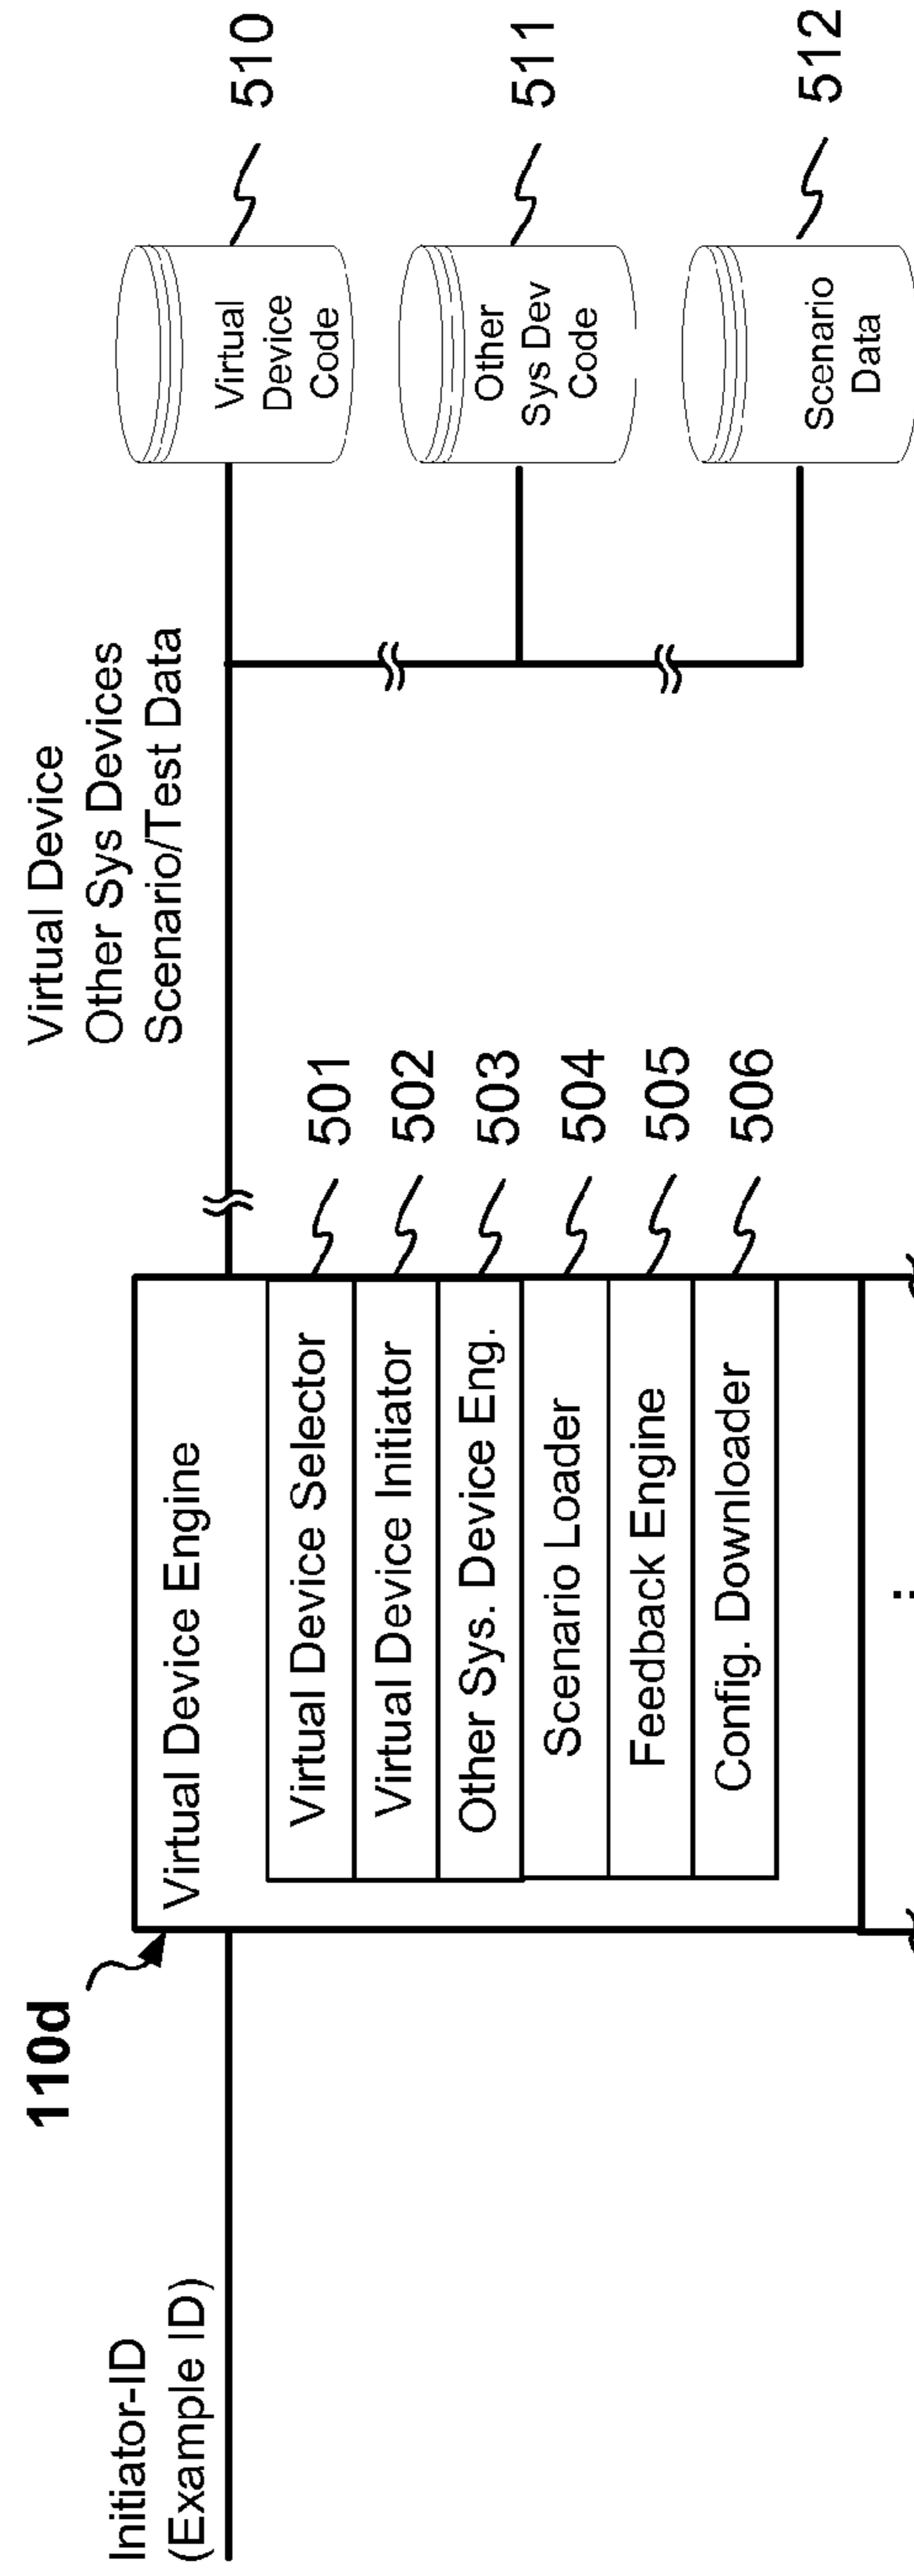 110d
Initiator-ID
(Example ID)
Virtual Device Engine
Virtual Device Selector
501
Virtual Device Initiator
502
Other Sys. Device Eng.
503
Scenario Loader
504
Feedback Engine
505
Config. Downloader
506
Virtual Device
Other Sys Devices
Scenario/Test Data
Virtual
Device
Code
510
Other
Sys Dev
Code
511
Scenario
Data
512